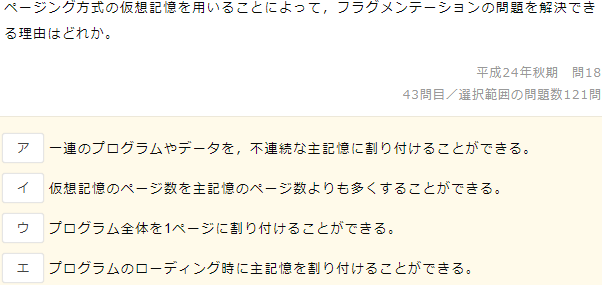 ページング方式の仮想記憶を用いることによって，フラグメンテーションの問題を解決でき
る理由はどれか。
平成24年秋期　問18
43問目／選択範囲の問題数121問
ア 一連のプログラムやデータを，不連続な主記憶に割り付けることができる。
イ 仮想記憶のページ数を主記憶のページ数よりも多くすることができる。
ウ プログラム全体を1ページに割り付けることができる。
エ プログラムのローディング時に主記憶を割り付けることができる。